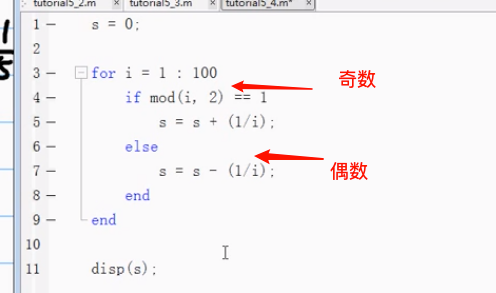 tutorial5_2.m × tutorial5_3.m × tutorial5_4.m* ×
1 — s = 0;
2
3 — for i = 1 : 100
奇数
4 — if mod(i, 2) == 1
5 — s = s + (1/i);
6 — else
偶数
7 — s = s - (1/i);
8 — end
9 — end
10
11 disp(s);